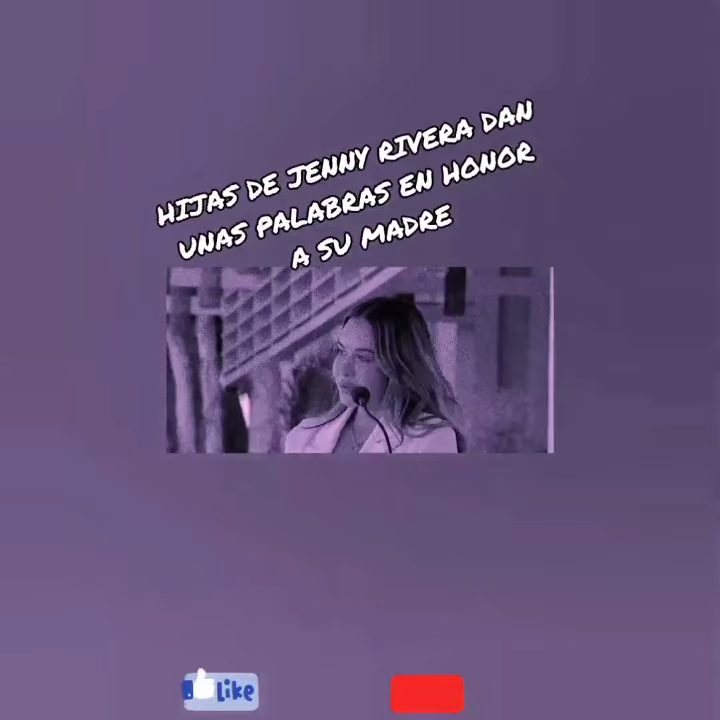 HIJAS DE JENNY RIVERA DAN
UNAS PALABRAS EN HONOR
A SU MADRE
Like